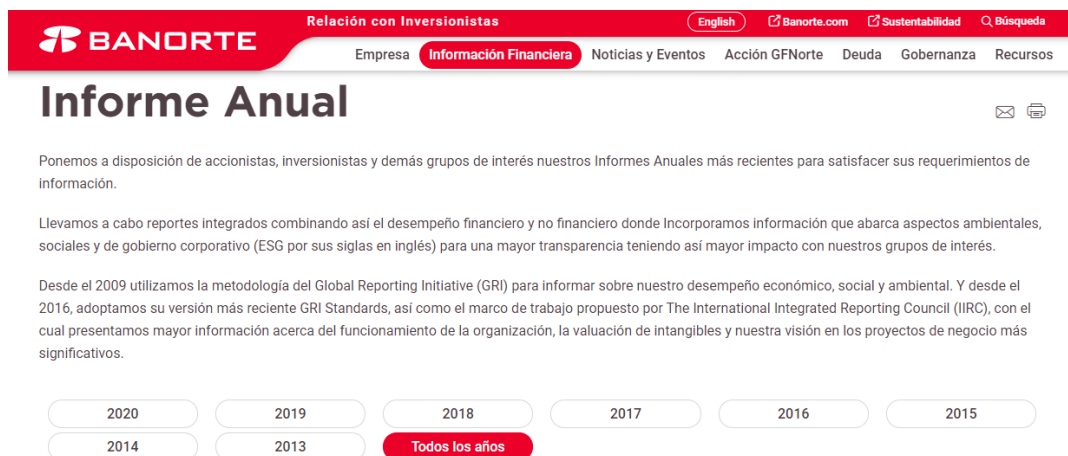 Relación con Inversionistas
English Banorte.com Sustentabilidad Búsqueda
BANORTE
Empresa Información Financiera Noticias y Eventos Acción GFNorte Deuda Gobernanza Recursos
Informe Anual
Ponemos a disposición de accionistas, inversionistas y demás grupos de interés nuestros Informes Anuales más recientes para satisfacer sus requerimientos de
información.
Llevamos a cabo reportes integrados combinando así el desempeño financiero y no financiero donde Incorporamos información que abarca aspectos ambientales,
sociales y de gobierno corporativo (ESG por sus siglas en inglés) para una mayor transparencia teniendo así mayor impacto con nuestros grupos de interés.
Desde el 2009 utilizamos la metodología del Global Reporting Initiative (GRI) para informar sobre nuestro desempeño económico, social y ambiental. Y desde el
2016, adoptamos su versión más reciente GRI Standards, así como el marco de trabajo propuesto por The International Integrated Reporting Council (IIRC), con el
cual presentamos mayor información acerca del funcionamiento de la organización, la valuación de intangibles y nuestra visión en los proyectos de negocio más
significativos.
2020 2019 2018 2017 2016 2015
2014 2013 Todos los años